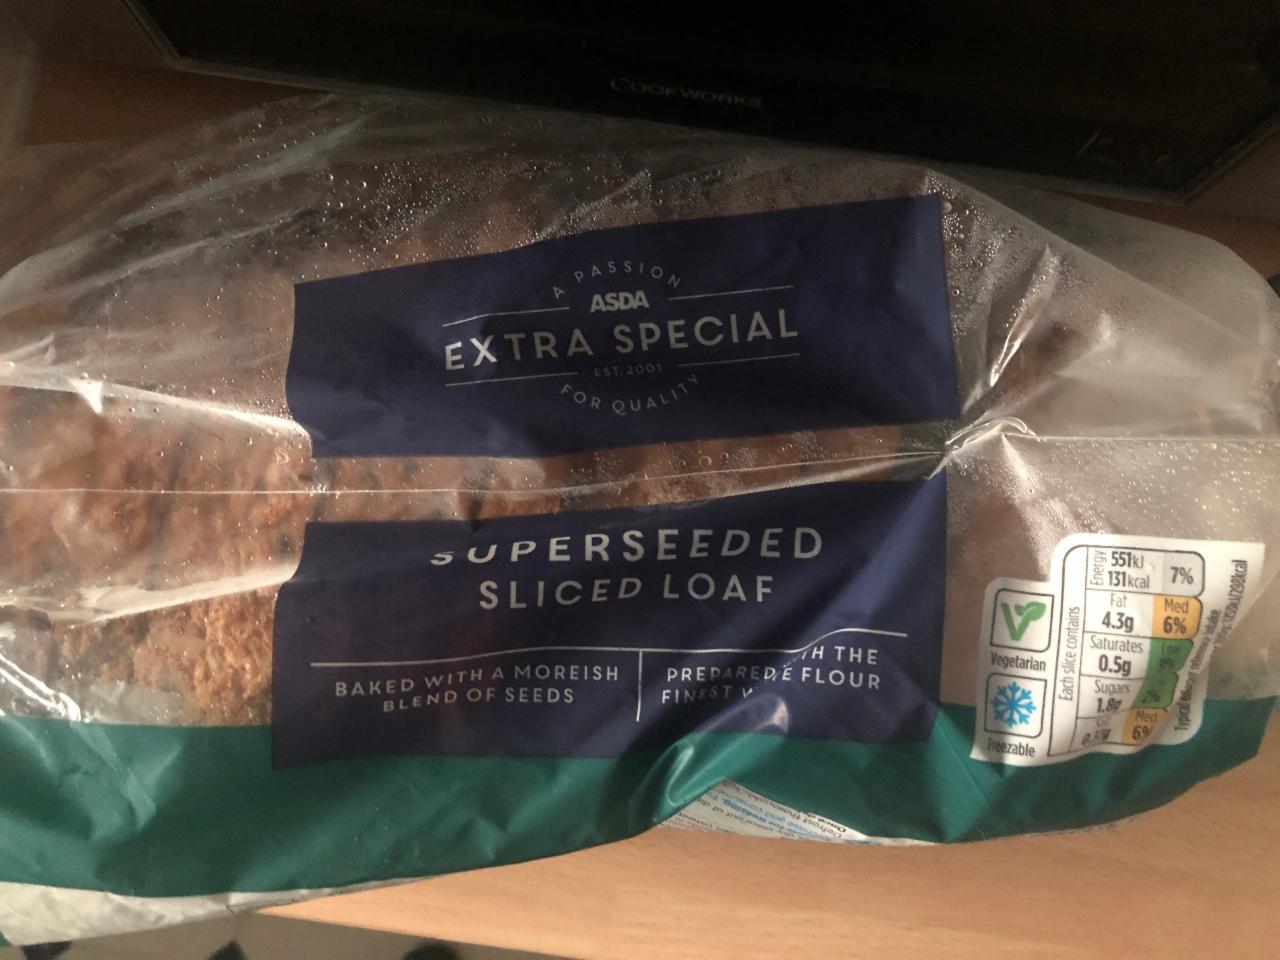 COOKWORKS
A PASSION
ASDA
EXTRA SPECIAL
EST. 2001
FOR QUALITY
SUPERSEEDED
SLICED LOAF
BAKED WITH A MOREISH
BLEND OF SEEDS
PREPARED TH THE
FINEST W E FLOUR
Vegetarian
Freezable
Each slice contains
Energy
551kJ
131kcal
7%
Fat
4.3g
Med
6%
Saturates
0.5g
Low
Sugars
1.8g
Med
6%